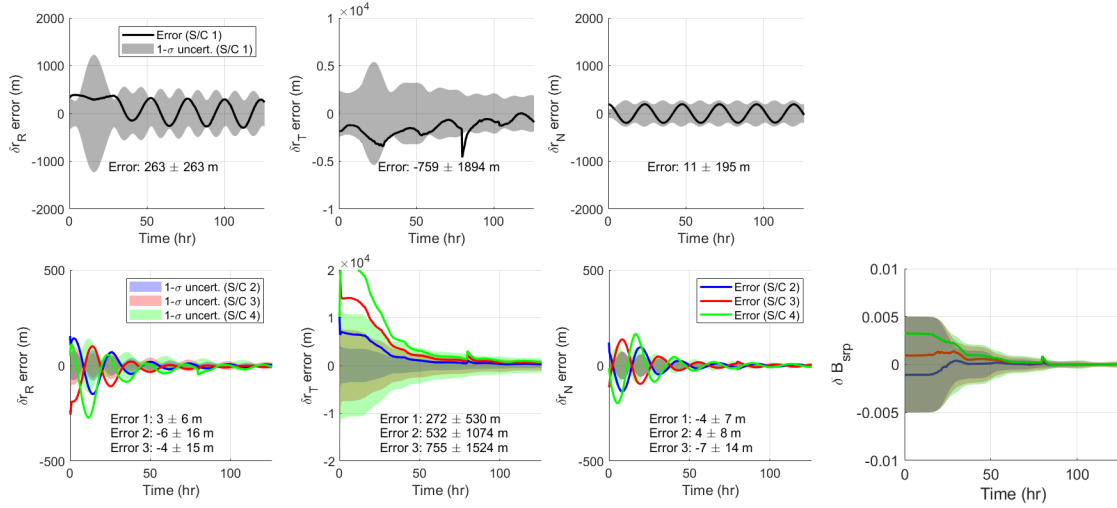 2000
1000
0
-1000
-2000
δr_R error (m)
Error (S/C 1)
1-σ uncert. (S/C 1)
Error: 263 ± 263 m
0 50 100
Time (hr)
×10^4
1
0.5
0
-0.5
-1
δr_T error (m)
Error: -759 ± 1894 m
0 50 100
Time (hr)
2000
1000
0
-1000
-2000
δr_N error (m)
Error: 11 ± 195 m
0 50 100
Time (hr)
500
0
-500
δr_R error (m)
1-σ uncert. (S/C 2)
1-σ uncert. (S/C 3)
1-σ uncert. (S/C 4)
Error 1: 3 ± 6 m
Error 2: -6 ± 16 m
Error 3: -4 ± 15 m
0 50 100
Time (hr)
×10^4
2
1
0
-1
-2
δr_T error (m)
Error 1: 272 ± 530 m
Error 2: 532 ± 1074 m
Error 3: 755 ± 1524 m
0 50 100
Time (hr)
500
0
-500
δr_N error (m)
Error (S/C 2)
Error (S/C 3)
Error (S/C 4)
Error 1: -4 ± 7 m
Error 2: 4 ± 8 m
Error 3: -7 ± 14 m
0 50 100
Time (hr)
0.01
0.005
0
-0.005
-0.01
δ B_srp
0 50 100
Time (hr)